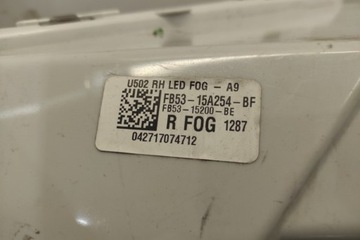 U502 RH LED FOG - A9
FB53-15A254-BF
FB53-15200-BE
R FOG 1287
042717074712